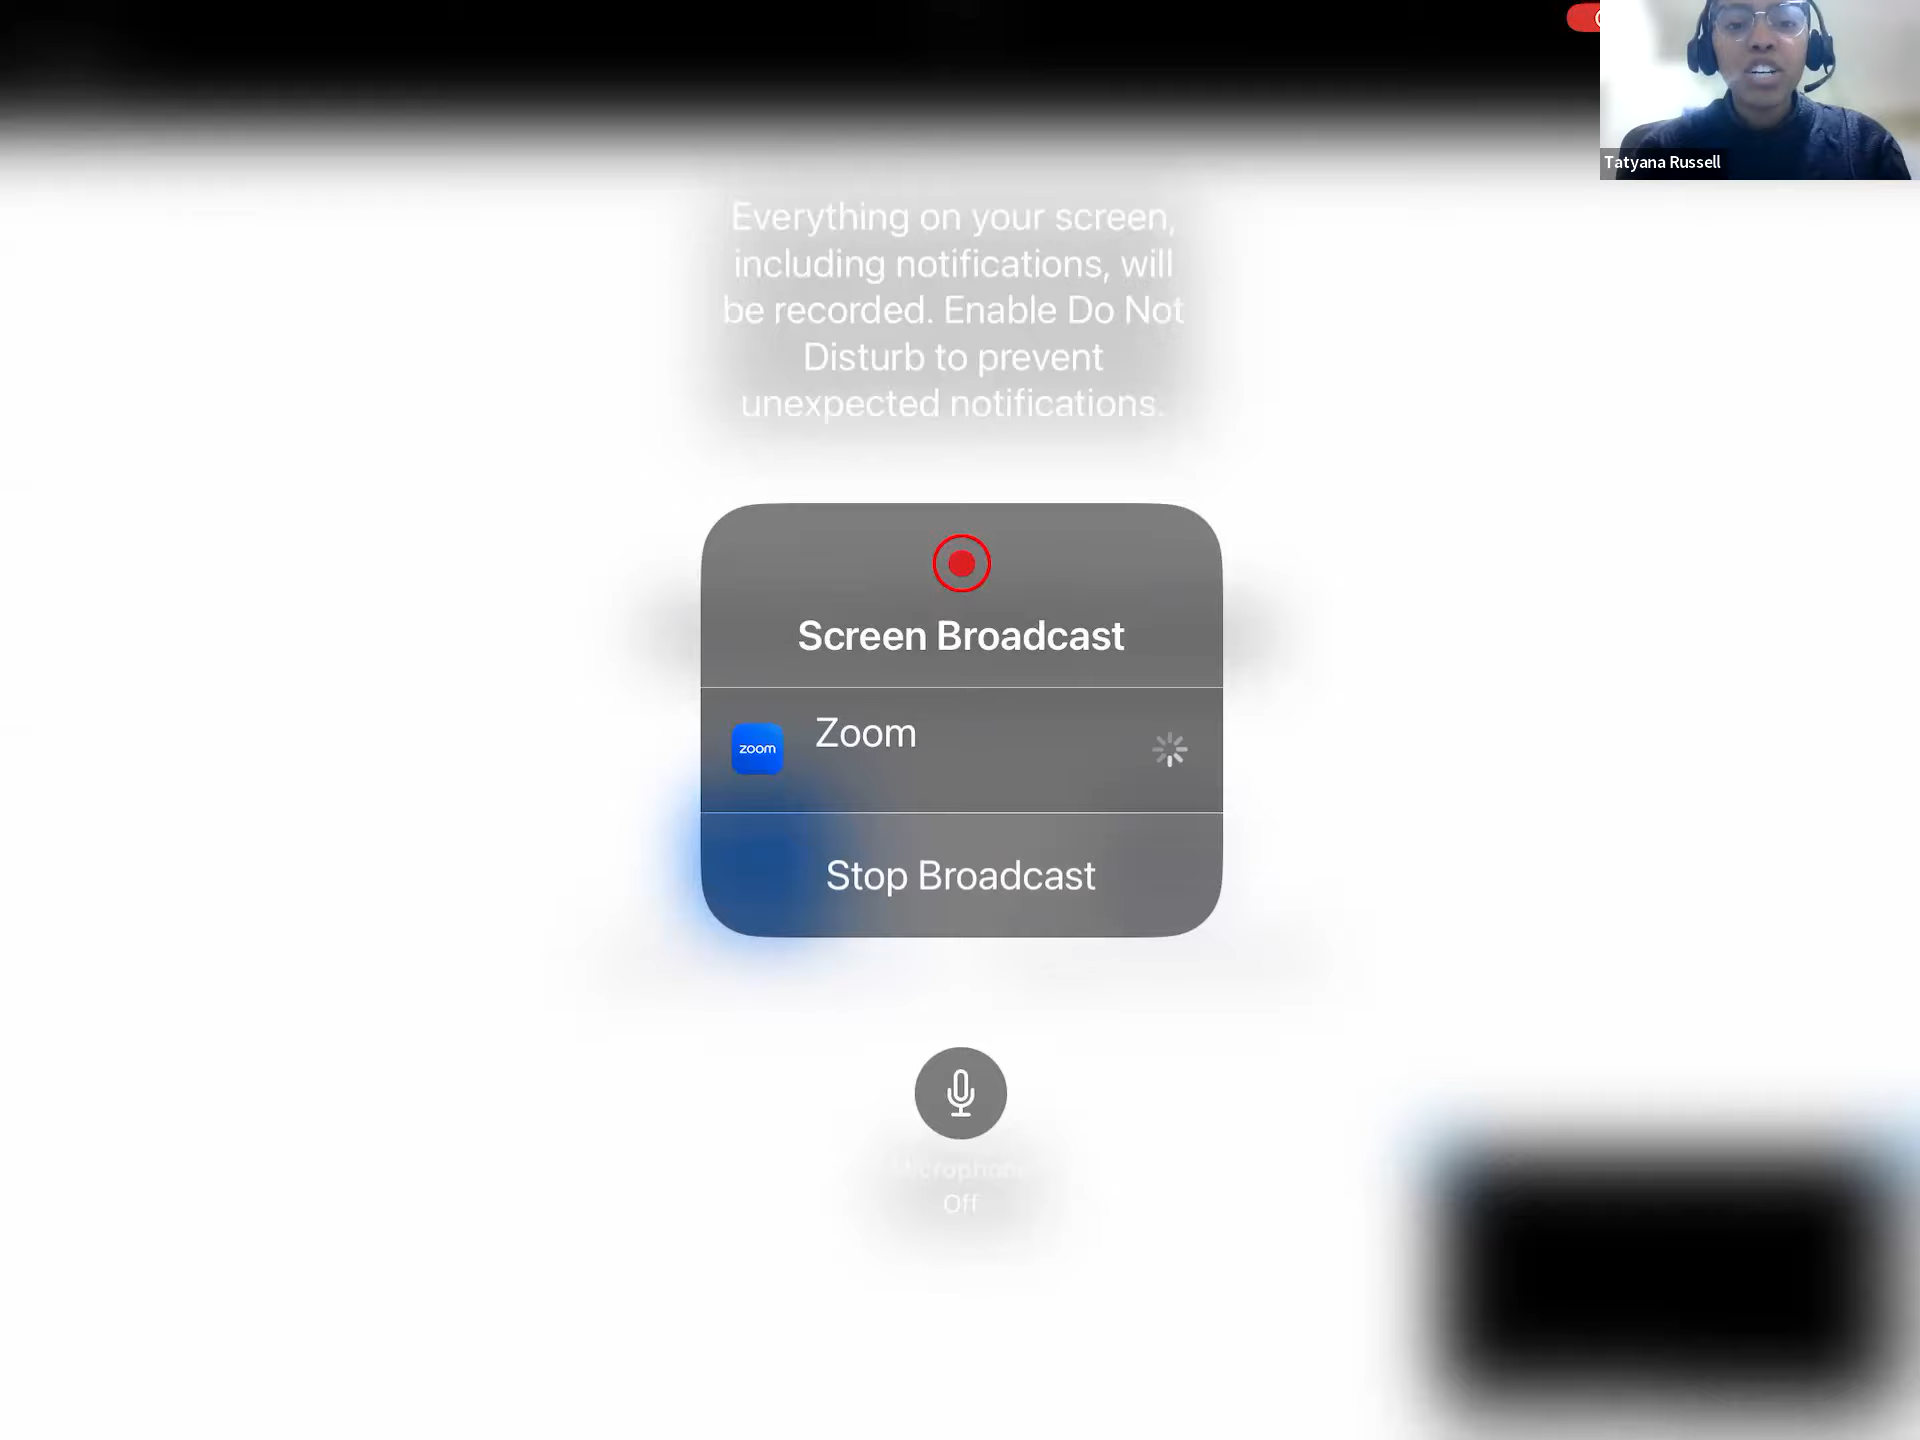 Tatyana Russell
Everything on your screen,
including notifications, will
be recorded. Enable Do Not
Disturb to prevent
unexpected notifications.
Screen Broadcast
zoom
Zoom
Stop Broadcast
Microphone
Off